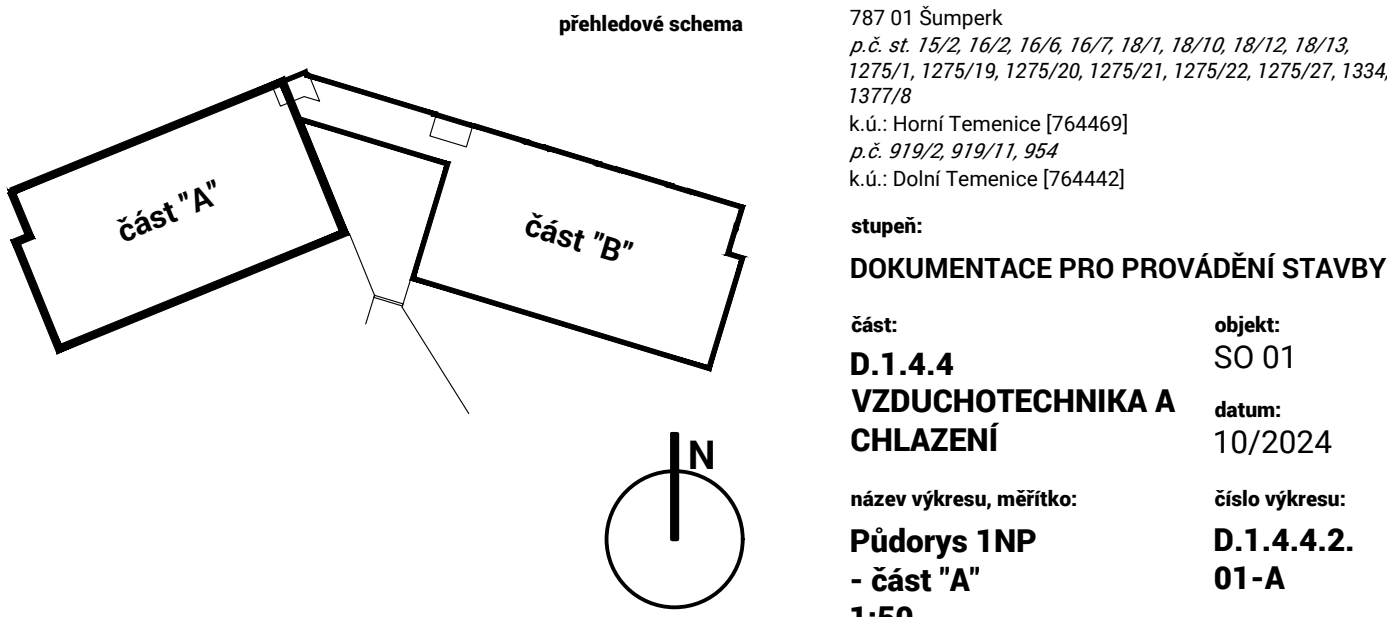 přehledové schema
část "A"
část "B"
N
787 01 Šumperk
p.č. st. 15/2, 16/2, 16/6, 16/7, 18/1, 18/10, 18/12, 18/13,
1275/1, 1275/19, 1275/20, 1275/21, 1275/22, 1275/27, 1334,
1377/8
k.ú.: Horní Temenice [764469]
p.č. 919/2, 919/11, 954
k.ú.: Dolní Temenice [764442]
stupeň:
DOKUMENTACE PRO PROVÁDĚNÍ STAVBY
část:
D.1.4.4
VZDUCHOTECHNIKA A
CHLAZENÍ
objekt:
SO 01
datum:
10/2024
název výkresu, měřítko:
Půdorys 1NP
- část "A"
1:50
číslo výkresu:
D.1.4.4.2.
01-A